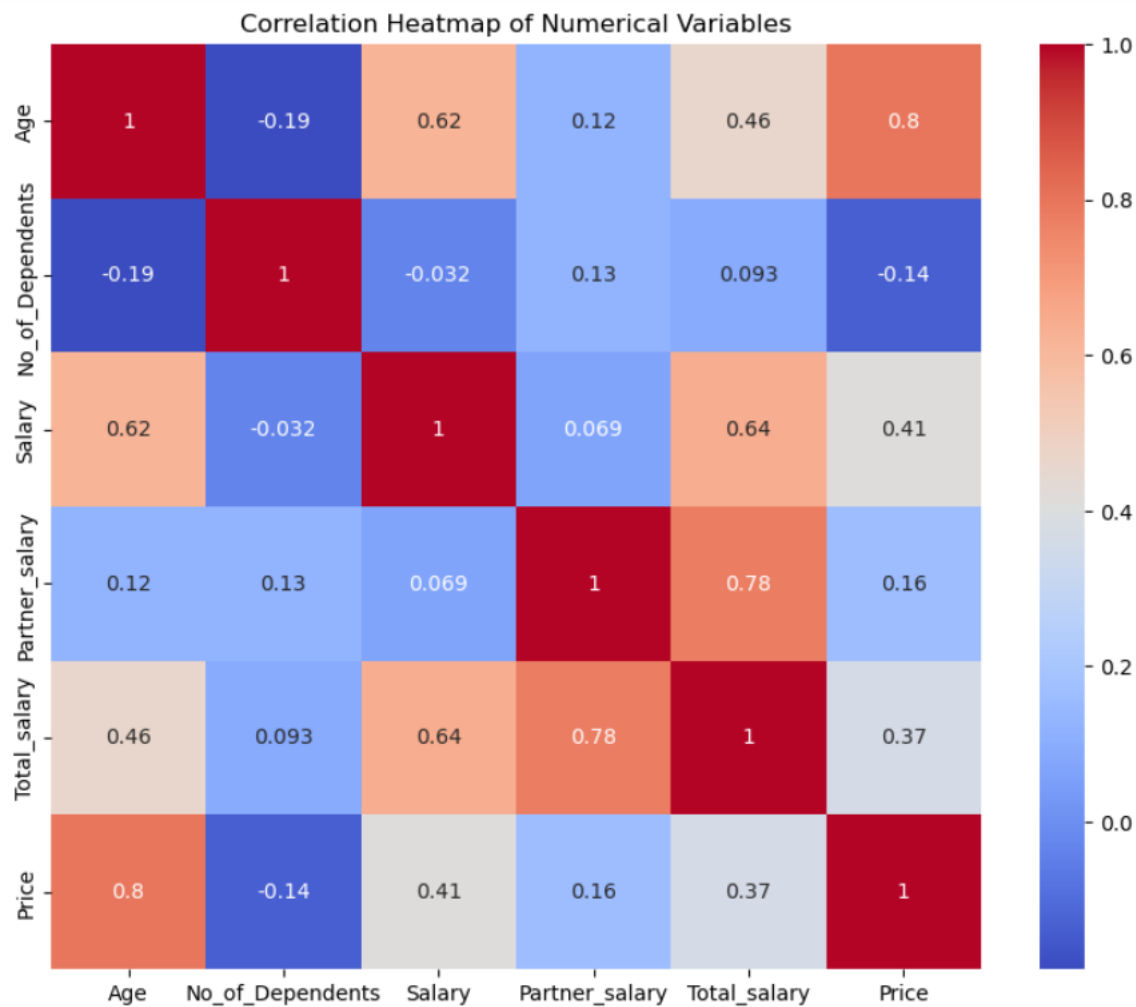 Correlation Heatmap of Numerical Variables
Age
1 -0.19 0.62 0.12 0.46 0.8
No_of_Dependents
-0.19 1 -0.032 0.13 0.093 -0.14
Salary
0.62 -0.032 1 0.069 0.64 0.41
Partner_salary
0.12 0.13 0.069 1 0.78 0.16
Total_salary
0.46 0.093 0.64 0.78 1 0.37
Price
0.8 -0.14 0.41 0.16 0.37 1
Age No_of_Dependents Salary Partner_salary Total_salary Price
1.0
0.8
0.6
0.4
0.2
0.0